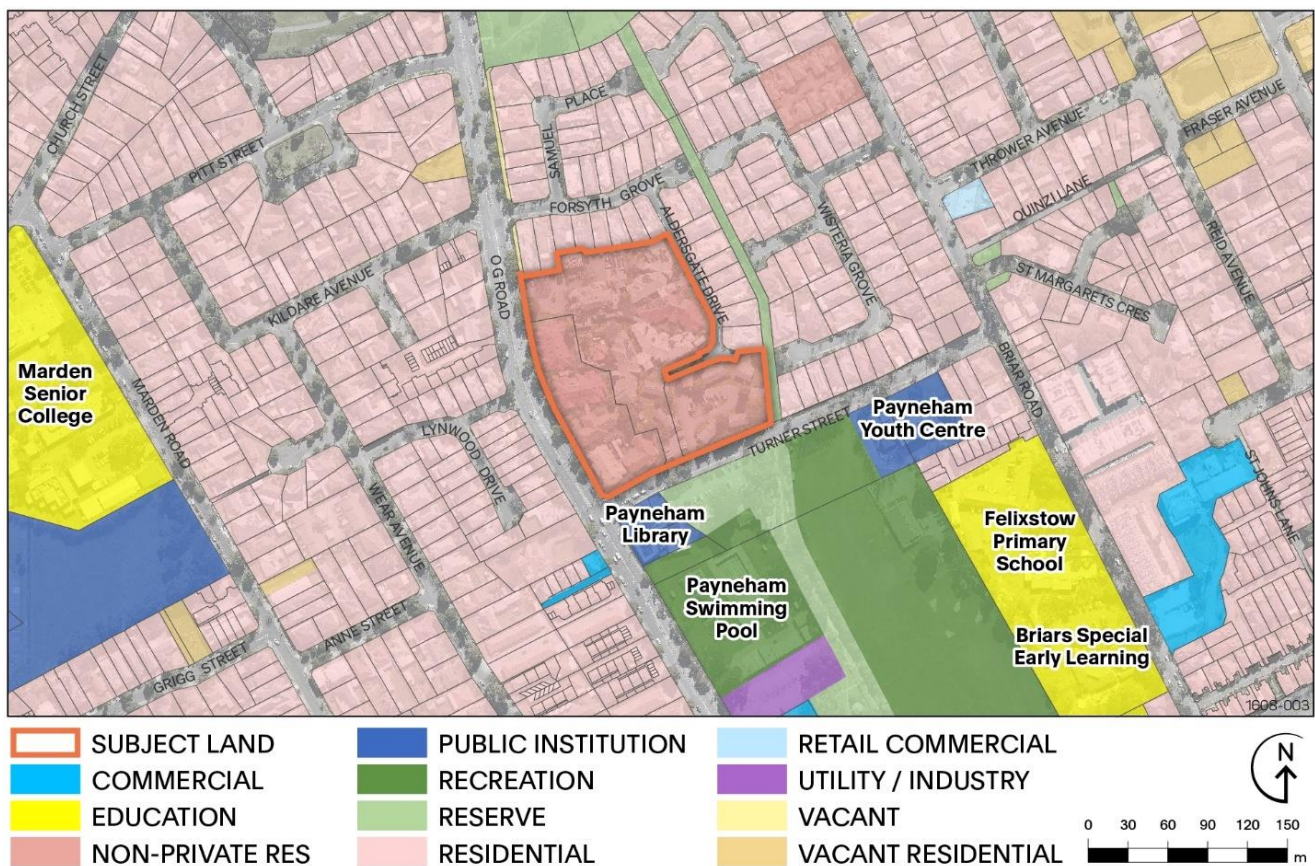 CHURCH STREET
PITT STREET
SAMUEL
PLACE
FORSYTH GROVE
ALDERSGATE DRIVE
WISTERIA GROVE
THROWER AVENUE
FRASER AVENUE
QUINZI LANE
REID AVENUE
ST MARGARETS CRES
KILDARE AVENUE
O G ROAD
BRIAR ROAD
Marden
Senior
College
MARDEN ROAD
LYNWOOD DRIVE
WEAR AVENUE
TURNER STREET
Payneham
Youth Centre
ST JOHNS LANE
Payneham
Library
Felixstow
Primary
School
Payneham
Swimming
Pool
ANNE STREET
GRIGG STREET
Briars Special
Early Learning
1608-003
SUBJECT LAND
COMMERCIAL
EDUCATION
NON-PRIVATE RES
PUBLIC INSTITUTION
RECREATION
RESERVE
RESIDENTIAL
RETAIL COMMERCIAL
UTILITY / INDUSTRY
VACANT
VACANT RESIDENTIAL
N
0 30 60 90 120 150
m